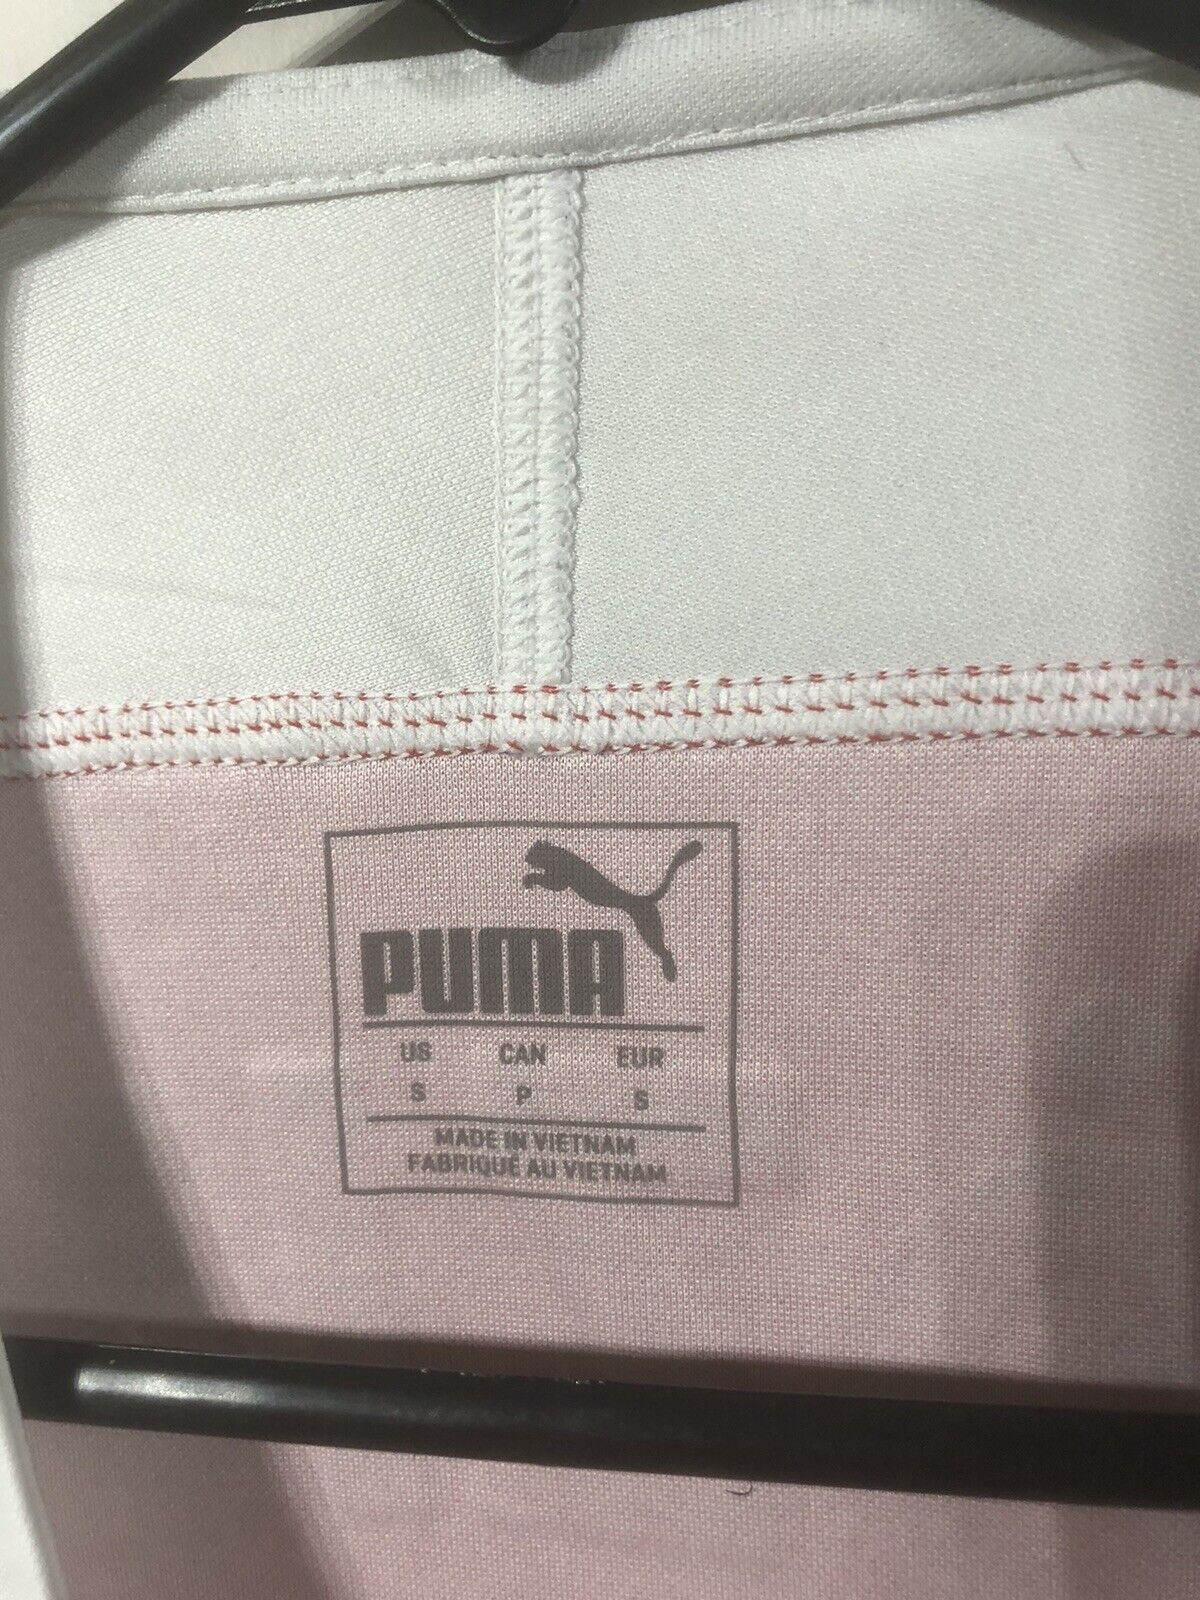 PUMA
US CAN EUR
S P S
MADE IN VIETNAM
FABRIQUÉ AU VIETNAM